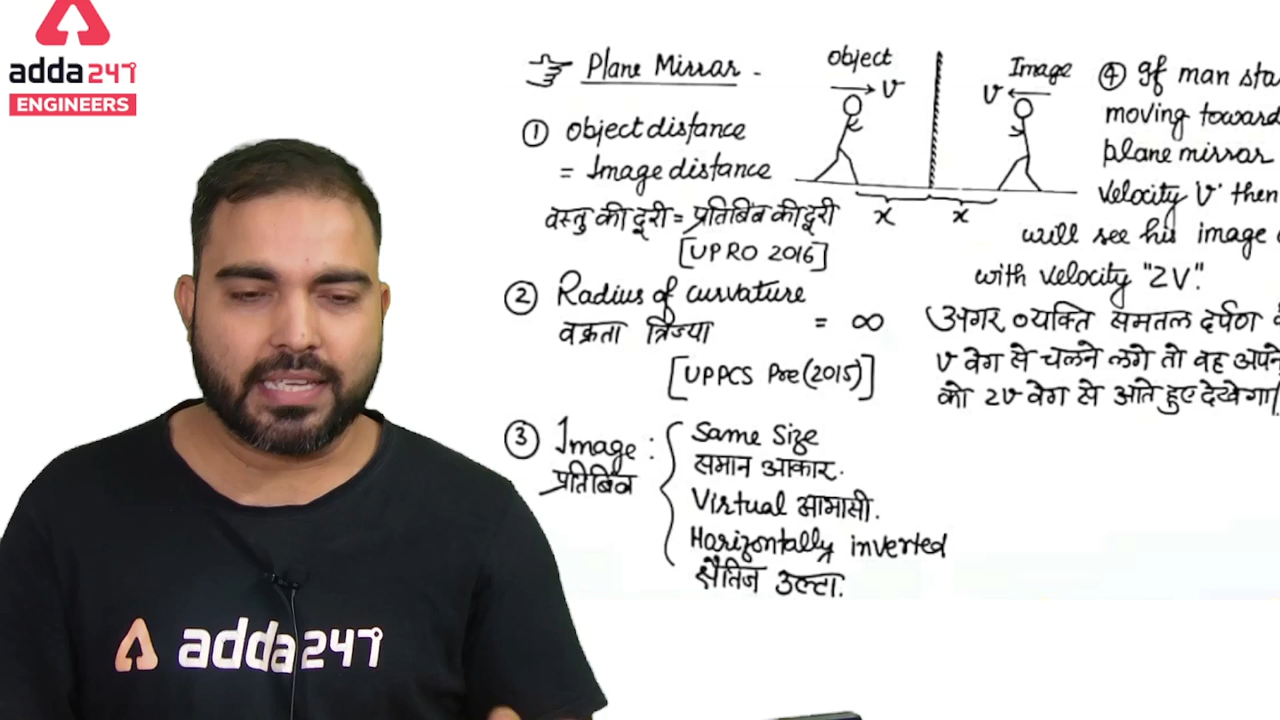 adda247
ENGINEERS
Plane Mirrar -
object
v
Image
v
① object distance
= Image distance
वस्तु की दूरी = प्रतिबिंब की दूरी
[UP RO 2016]
x
x
② Radius of curvature
वक्रता त्रिज्या
= ∞
[UPPCS Pre (2015)]
③ Image :
प्रतिबिंब
Same Size
समान आकार.
Virtual आभासी.
Horizontally inverted
क्षैतिज उल्टा.
④ If man sta
moving toward
plane mirror
velocity 'v' then
will see his image
with velocity "2V".
अगर व्यक्ति समतल दर्पण
v वेग से चलने लगे तो वह अपने
को 2v वेग से आते हुए देखेगा।
adda247